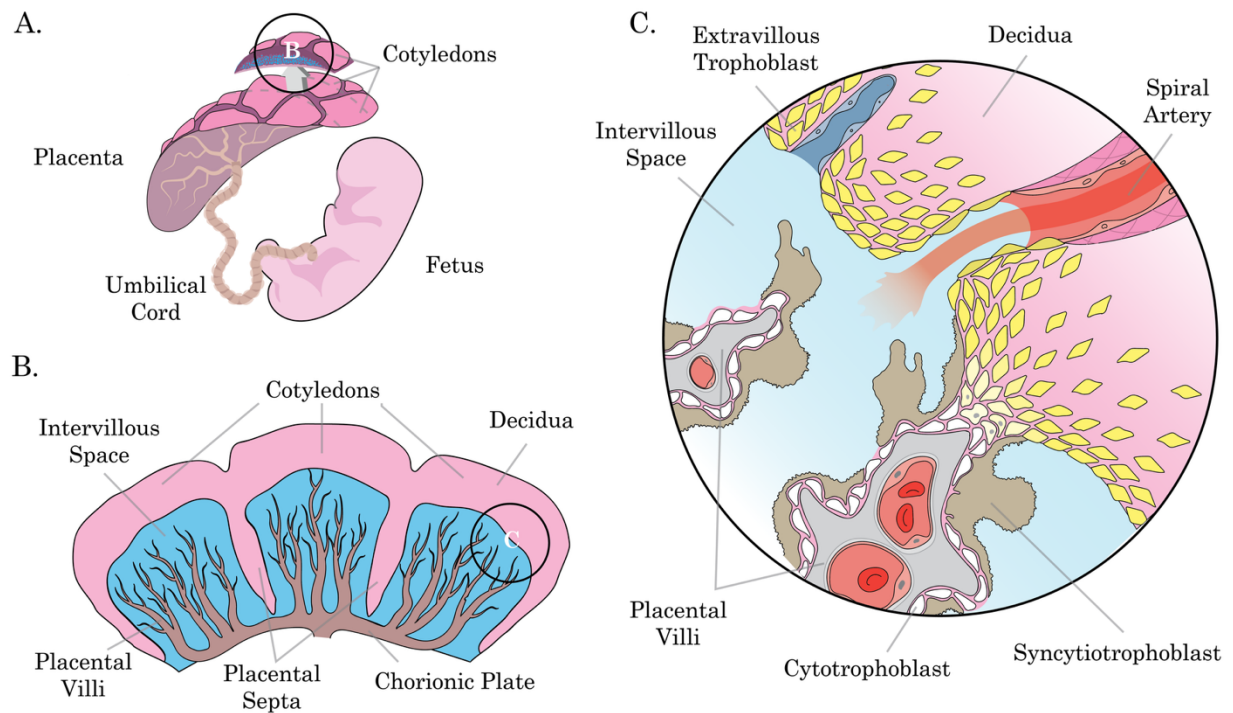 A.
B
Cotyledons
Placenta
Umbilical
Cord
Fetus
B.
Cotyledons
Intervillous
Space
Decidua
C
Placental
Villi
Placental
Septa
Chorionic Plate
C.
Extravillous
Trophoblast
Decidua
Spiral
Artery
Intervillous
Space
Placental
Villi
Cytotrophoblast
Syncytiotrophoblast